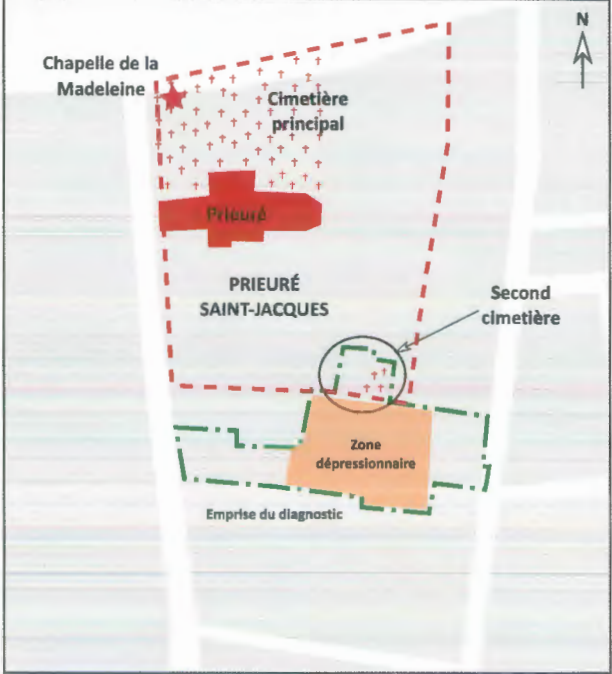 N
Chapelle de la
Madeleine
Cimetière
principal
Prieuré
PRIEURÉ
SAINT-JACQUES
Second
cimetière
Zone
dépressionnaire
Emprise du diagnostic